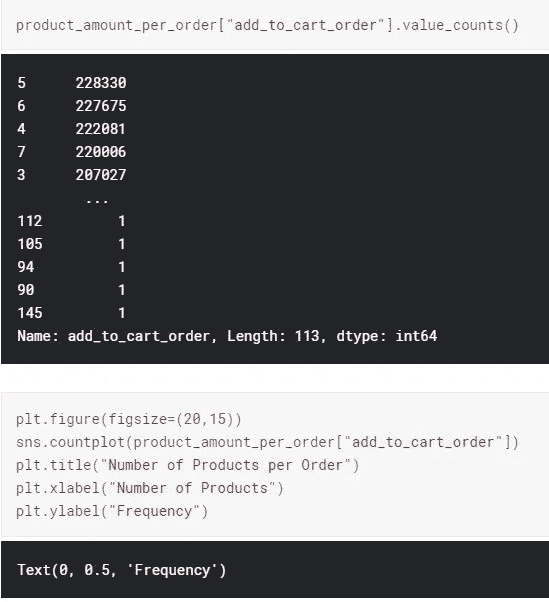 product_amount_per_order["add_to_cart_order"].value_counts()
5      228330
6      227675
4      222081
7      220006
3      207027
        ...
112         1
105         1
94          1
90          1
145         1
Name: add_to_cart_order, Length: 113, dtype: int64
plt.figure(figsize=(20,15))
sns.countplot(product_amount_per_order["add_to_cart_order"])
plt.title("Number of Products per Order")
plt.xlabel("Number of Products")
plt.ylabel("Frequency")
Text(0, 0.5, 'Frequency')